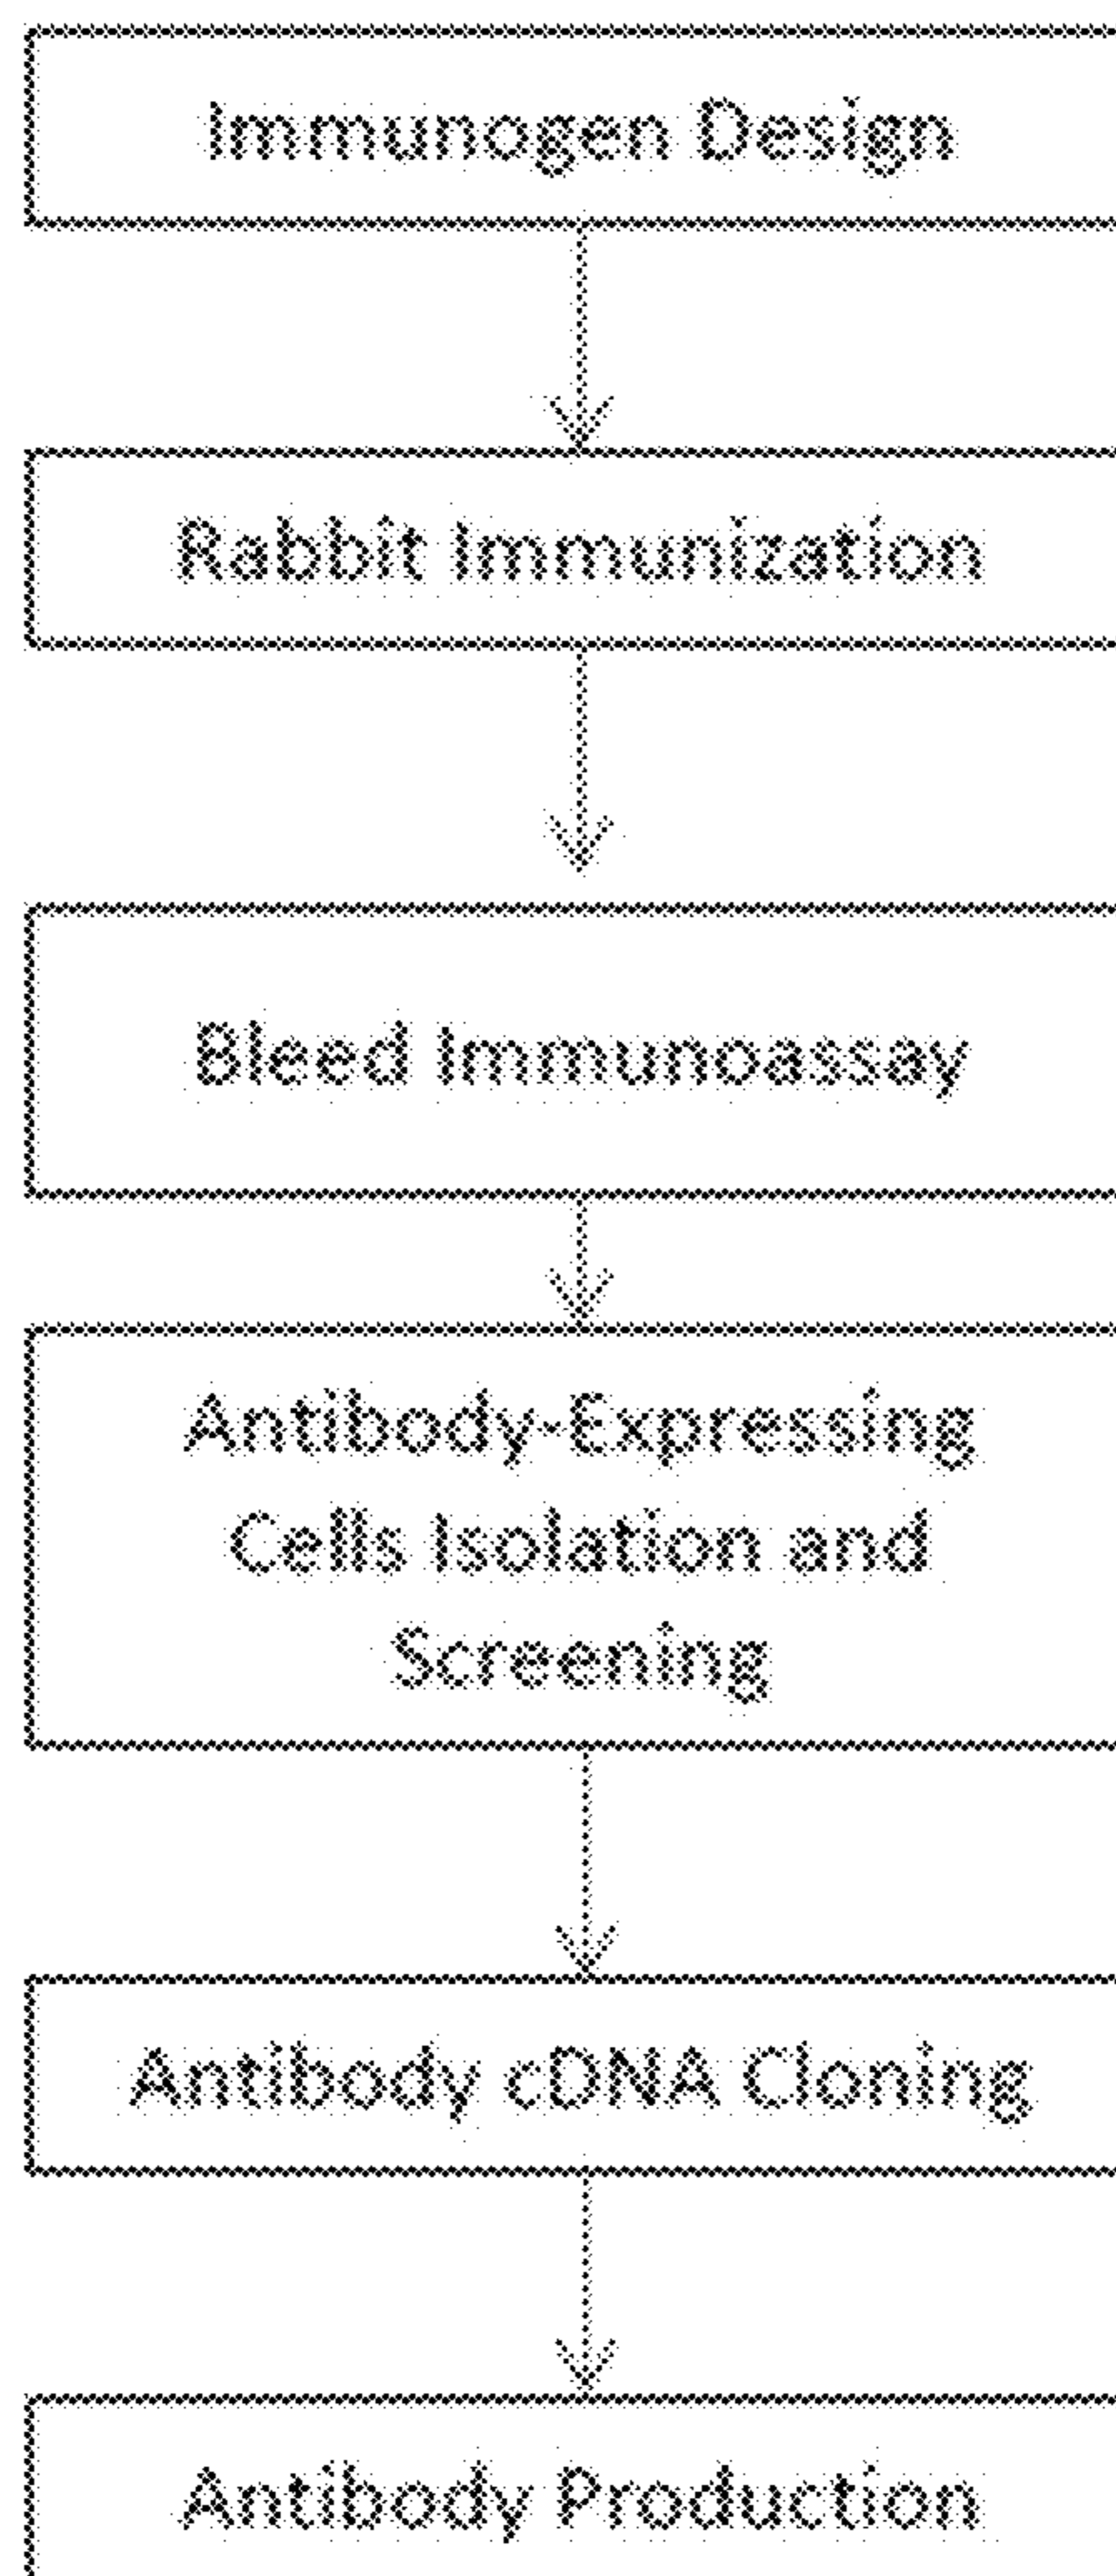 Immunogen Design
Rabbit Immunization
Bleed Immunoassay
Antibody-Expressing
Cells Isolation and
Screening
Antibody cDNA Cloning
Antibody Production